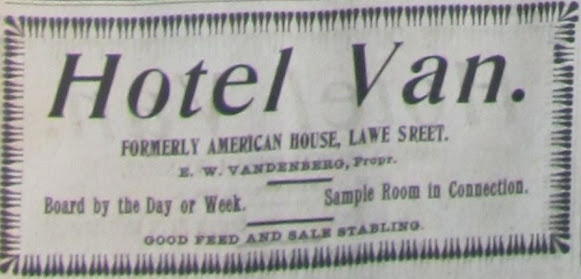 Hotel Van.
FORMERLY AMERICAN HOUSE, LAWE SREET.
E. W. VANDENBERG, Propr.
Board by the Day or Week. Sample Room in Connection.
GOOD FEED AND SALE STABLING.